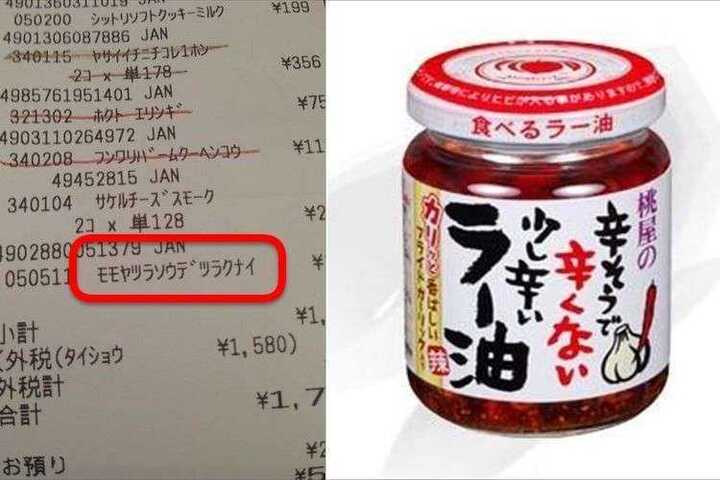 4901360311019 JAN
050200 シットリソフトクッキーミルク
¥199
4901306087886 JAN
340115 ヤサイイチニチコレ1ホン
2コ × 単178
¥356
4985761951401 JAN
321302 ホクト エリンギ
¥75
4903110264972 JAN
340208 フンワリバームクーヘンコウ
¥11
49452815 JAN
340104 サケルチーズスモーク
2コ × 単128
¥2
4902880051379 JAN
050511 モモヤツラソウデツラクナイ
小計
¥1,
外税(タイショウ
¥1,580)
外税計
合計
¥1,7
お預り
¥2
¥5
食べるラー油
桃屋の
辛そうで
辛くない
少し辛い
ラー油
カリッと香ばしい
フライドガーリック
辣